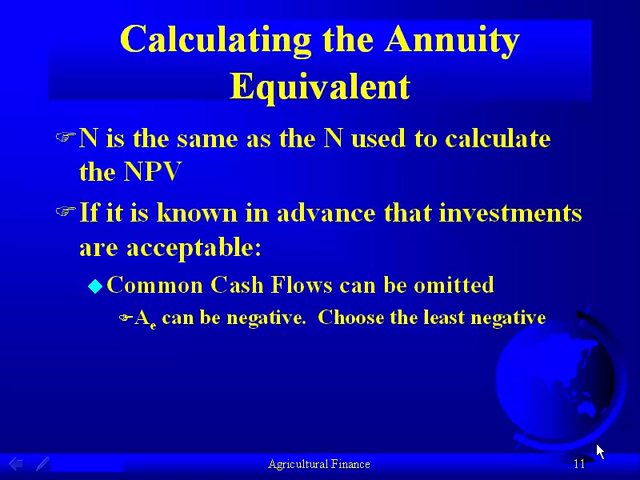 Calculating the Annuity
Equivalent
N is the same as the N used to calculate
the NPV
If it is known in advance that investments
are acceptable:
Common Cash Flows can be omitted
Ae can be negative. Choose the least negative
Agricultural Finance 11